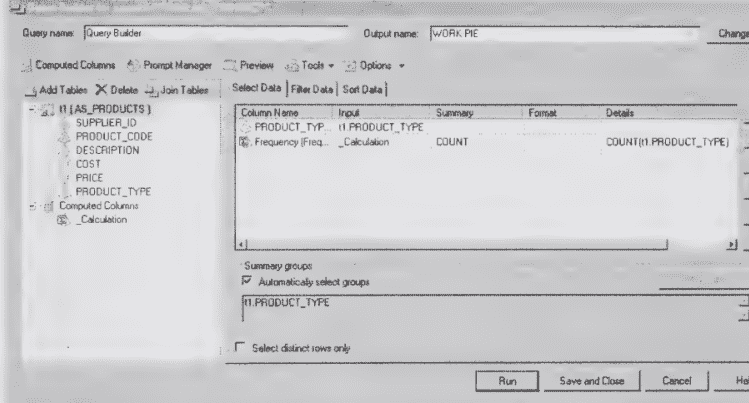 Query name: Query Builder Output name: WORK.PIE Change
Computed Columns Prompt Manager Preview Tools Options
Add Tables Delete Join Tables Select Data Filter Data Sort Data
t1 (AS_PRODUCTS)
SUPPLIER_ID
PRODUCT_CODE
DESCRIPTION
COST
PRICE
PRODUCT_TYPE
Computed Columns
_Calculation
Column Name Input Summary Format Details
PRODUCT_TYP... t1.PRODUCT_TYPE
Frequency (Freq... _Calculation COUNT COUNT(t1.PRODUCT_TYPE)
Summary groups
Automatically select groups
t1.PRODUCT_TYPE
Select distinct rows only
Run Save and Close Cancel Hel